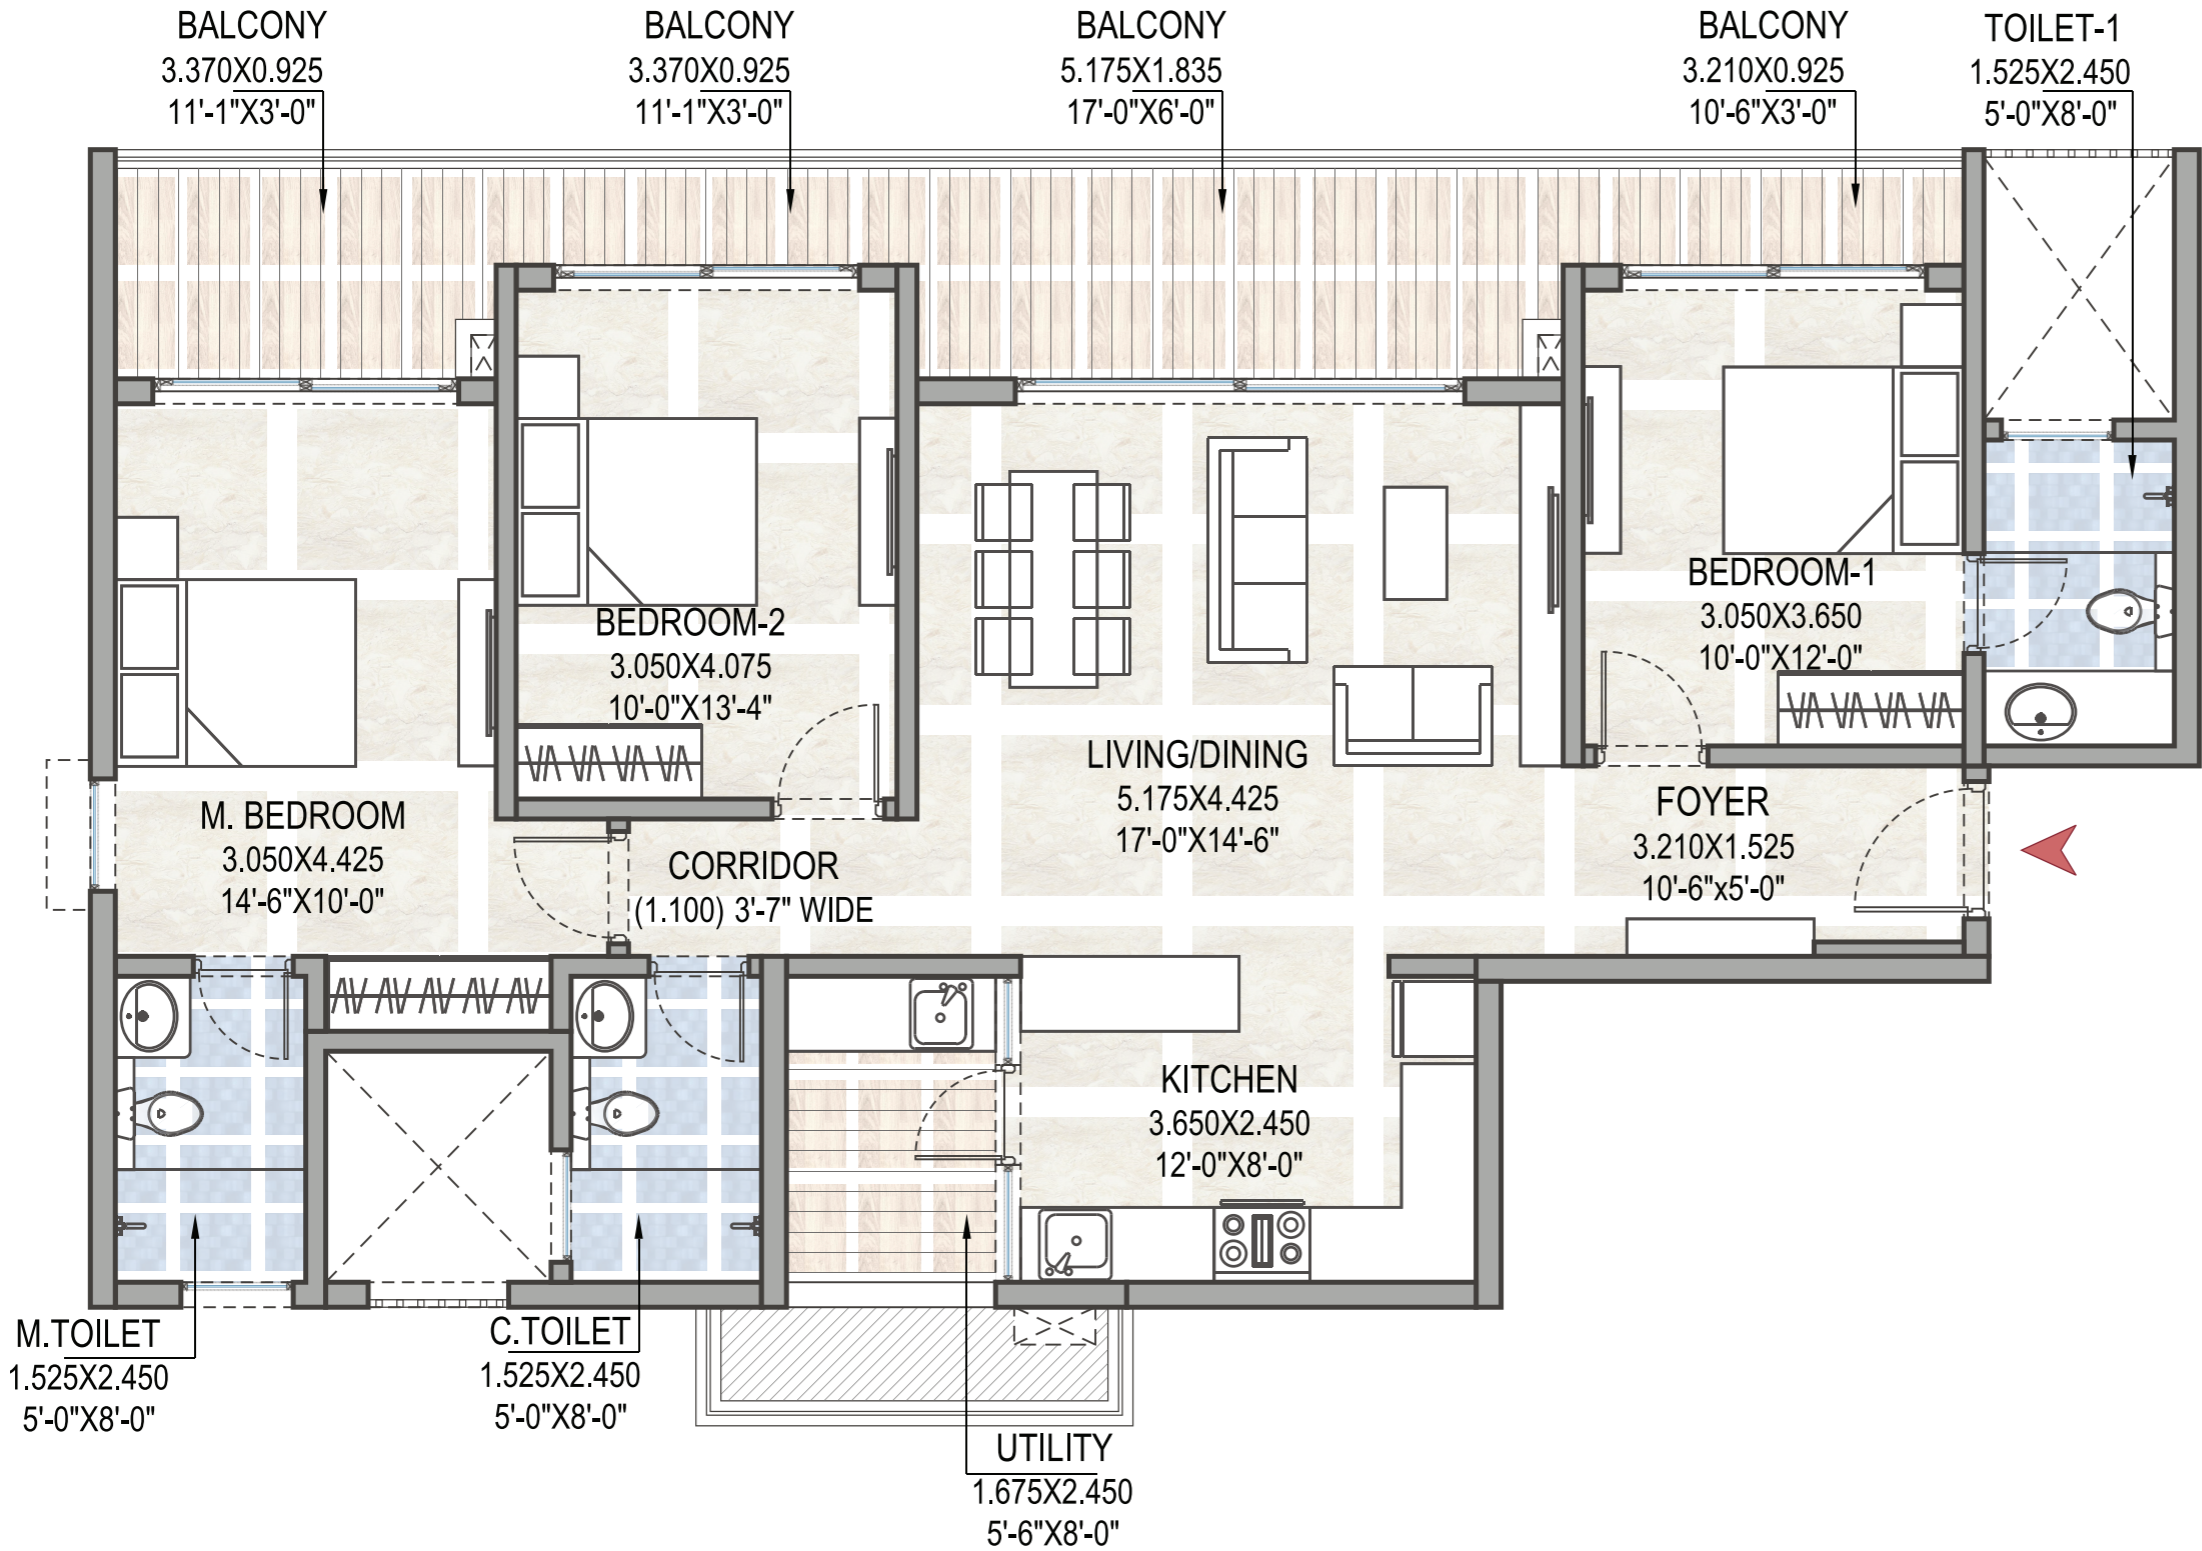 BALCONY
3.370X0.925
11'-1"X3'-0"
BALCONY
3.370X0.925
11'-1"X3'-0"
BALCONY
5.175X1.835
17'-0"X6'-0"
BALCONY
3.210X0.925
10'-6"X3'-0"
TOILET-1
1.525X2.450
5'-0"X8'-0"
BEDROOM-1
3.050X3.650
10'-0"X12'-0"
BEDROOM-2
3.050X4.075
10'-0"X13'-4"
LIVING/DINING
5.175X4.425
17'-0"X14'-6"
FOYER
3.210X1.525
10'-6"x5'-0"
M. BEDROOM
3.050X4.425
14'-6"X10'-0"
CORRIDOR
(1.100) 3'-7" WIDE
KITCHEN
3.650X2.450
12'-0"X8'-0"
M.TOILET
1.525X2.450
5'-0"X8'-0"
C.TOILET
1.525X2.450
5'-0"X8'-0"
UTILITY
1.675X2.450
5'-6"X8'-0"